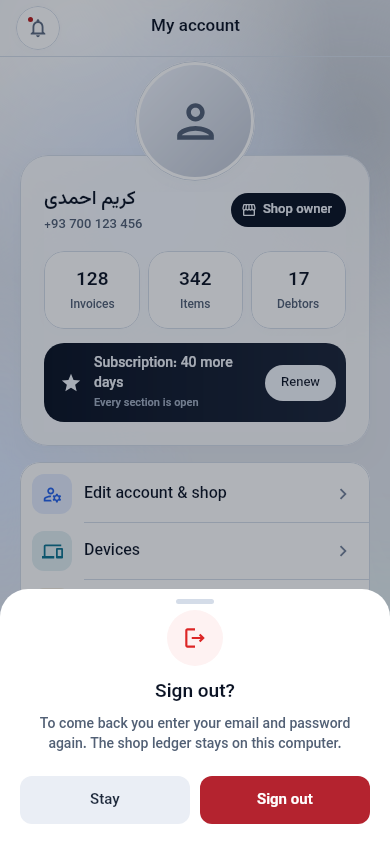 My account
کریم احمدی
+93 700 123 456
Shop owner
128
342
17
Invoices
Items
Debtors
Subscription: 40 more
days
Every section is open
Renew
Edit account & shop
Devices
Sign out?
To come back you enter your email and password
again. The shop ledger stays on this computer.
Stay
Sign out